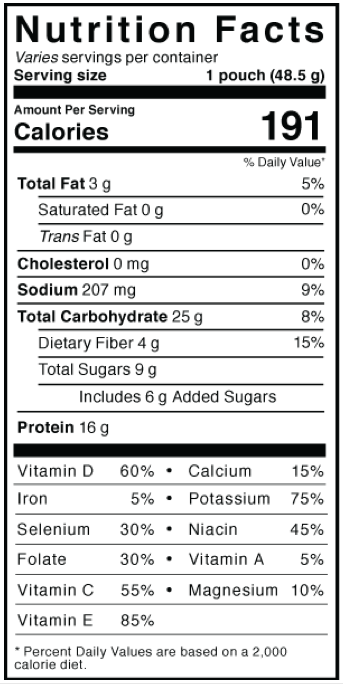 Nutrition Facts
Varies servings per container
Serving size 1 pouch (48.5 g)
Amount Per Serving
Calories 191
% Daily Value*
Total Fat 3 g 5%
Saturated Fat 0 g 0%
Trans Fat 0 g
Cholesterol 0 mg 0%
Sodium 207 mg 9%
Total Carbohydrate 25 g 8%
Dietary Fiber 4 g 15%
Total Sugars 9 g
Includes 6 g Added Sugars
Protein 16 g
Vitamin D 60% • Calcium 15%
Iron 5% • Potassium 75%
Selenium 30% • Niacin 45%
Folate 30% • Vitamin A 5%
Vitamin C 55% • Magnesium 10%
Vitamin E 85%
* Percent Daily Values are based on a 2,000
calorie diet.